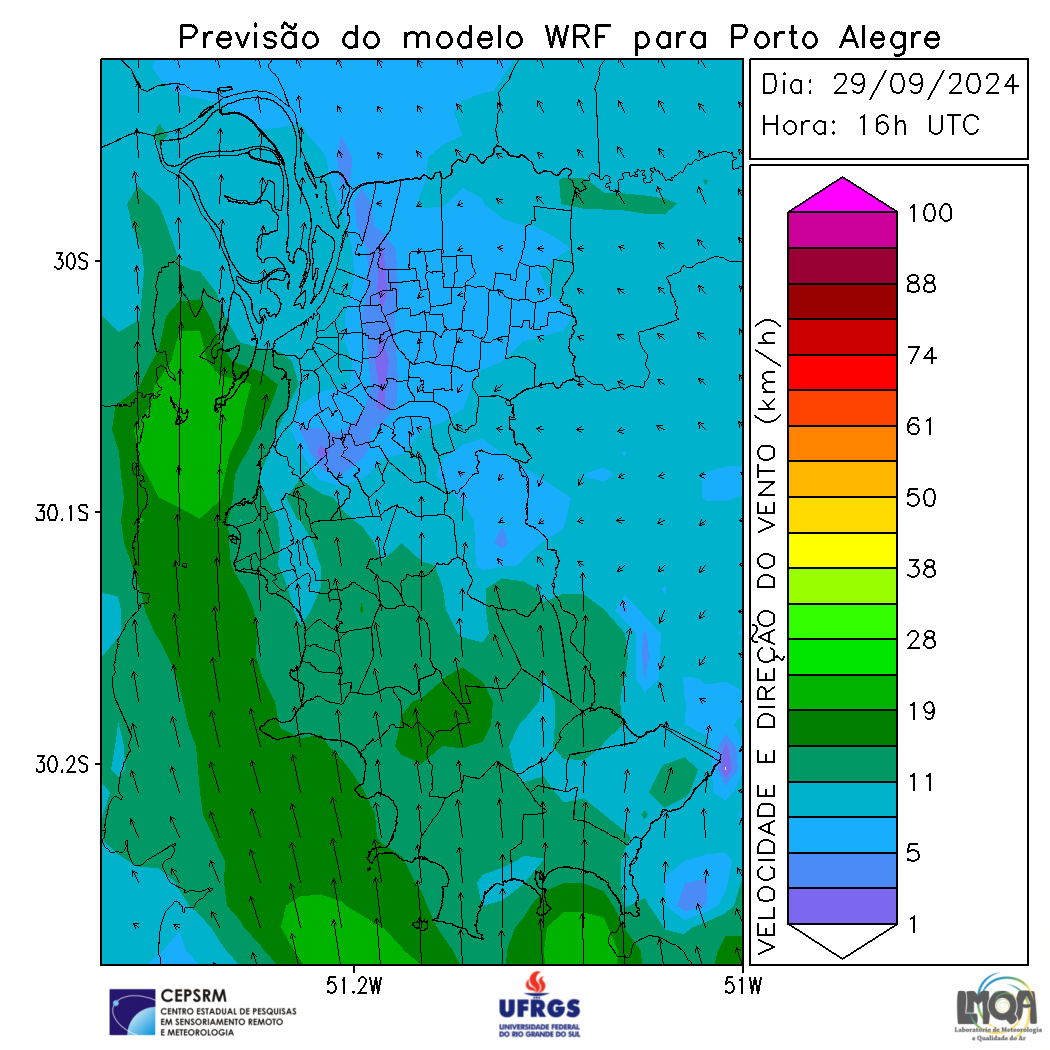 Previsão do modelo WRF para Porto Alegre
Dia: 29/09/2024
Hora: 16h UTC
30S
30.1S
30.2S
51.2W
51W
VELOCIDADE E DIREÇÃO DO VENTO (km/h)
100
88
74
61
50
38
28
19
11
5
1
CEPSRM
CENTRO ESTADUAL DE PESQUISAS
EM SENSORIAMENTO REMOTO
E METEOROLOGIA
UFRGS
UNIVERSIDADE FEDERAL
DO RIO GRANDE DO SUL
LMQA
Laboratório de Meteorologia
e Qualidade do Ar